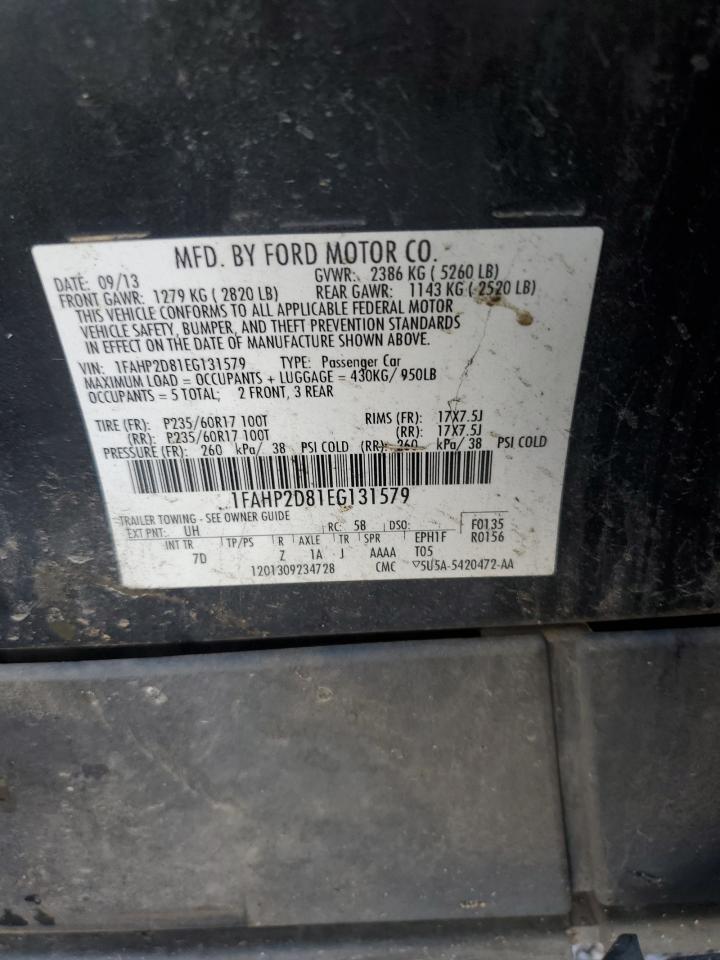 MFD. BY FORD MOTOR CO.
DATE: 09/13 GVWR: 2386 KG ( 5260 LB)
FRONT GAWR: 1279 KG ( 2820 LB) REAR GAWR: 1143 KG ( 2520 LB)
THIS VEHICLE CONFORMS TO ALL APPLICABLE FEDERAL MOTOR
VEHICLE SAFETY, BUMPER, AND THEFT PREVENTION STANDARDS
IN EFFECT ON THE DATE OF MANUFACTURE SHOWN ABOVE.
VIN: 1FAHP2D81EG131579 TYPE: Passenger Car
MAXIMUM LOAD = OCCUPANTS + LUGGAGE = 430KG/ 950LB
OCCUPANTS = 5 TOTAL; 2 FRONT, 3 REAR
TIRE (FR): P235/60R17 100T RIMS (FR): 17X7.5J
(RR): P235/60R17 100T (RR): 17X7.5J
PRESSURE (FR): 260 kPa/ 38 PSI COLD (RR): 260 kPa/ 38 PSI COLD
1FAHP2D81EG131579
TRAILER TOWING - SEE OWNER GUIDE
EXT PNT: UH RC: 58 DSO: F0135
INT TR TP/PS R AXLE TR SPR EPH1F R0156
7D Z 1A J AAAA T05
1201309234728 CMC ▽5U5A-5420472-AA